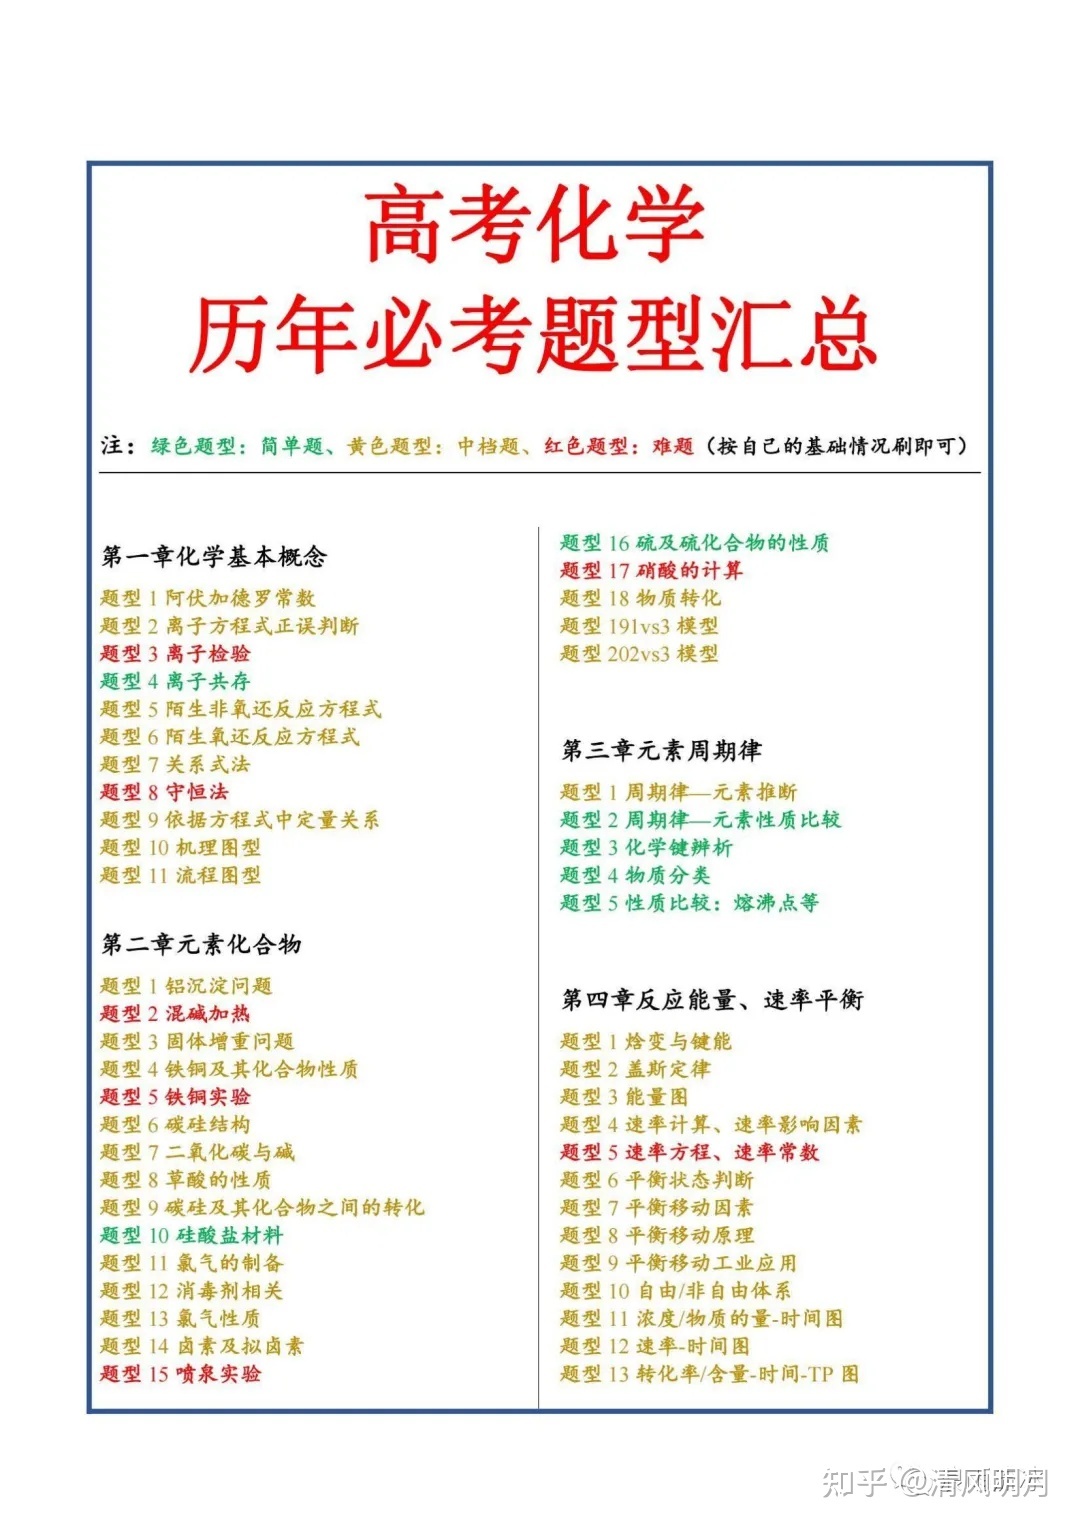 高考化学
历年必考题型汇总
注：绿色题型：简单题、黄色题型：中档题、红色题型：难题（按自己的基础情况刷即可）
第一章化学基本概念
题型 1 阿伏加德罗常数
题型 2 离子方程式正误判断
题型 3 离子检验
题型 4 离子共存
题型 5 陌生非氧还反应方程式
题型 6 陌生氧还反应方程式
题型 7 关系式法
题型 8 守恒法
题型 9 依据方程式中定量关系
题型 10 机理图型
题型 11 流程图型
第二章元素化合物
题型 1 铝沉淀问题
题型 2 混碱加热
题型 3 固体增重问题
题型 4 铁铜及其化合物性质
题型 5 铁铜实验
题型 6 碳硅结构
题型 7 二氧化碳与碱
题型 8 草酸的性质
题型 9 碳硅及其化合物之间的转化
题型 10 硅酸盐材料
题型 11 氯气的制备
题型 12 消毒剂相关
题型 13 氯气性质
题型 14 卤素及拟卤素
题型 15 喷泉实验
题型 16 硫及硫化合物的性质
题型 17 硝酸的计算
题型 18 物质转化
题型 191vs3 模型
题型 202vs3 模型
第三章元素周期律
题型 1 周期律—元素推断
题型 2 周期律—元素性质比较
题型 3 化学键辨析
题型 4 物质分类
题型 5 性质比较：熔沸点等
第四章反应能量、速率平衡
题型 1 焓变与键能
题型 2 盖斯定律
题型 3 能量图
题型 4 速率计算、速率影响因素
题型 5 速率方程、速率常数
题型 6 平衡状态判断
题型 7 平衡移动因素
题型 8 平衡移动原理
题型 9 平衡移动工业应用
题型 10 自由/非自由体系
题型 11 浓度/物质的量-时间图
题型 12 速率-时间图
题型 13 转化率/含量-时间-TP 图
知乎 @清风明月